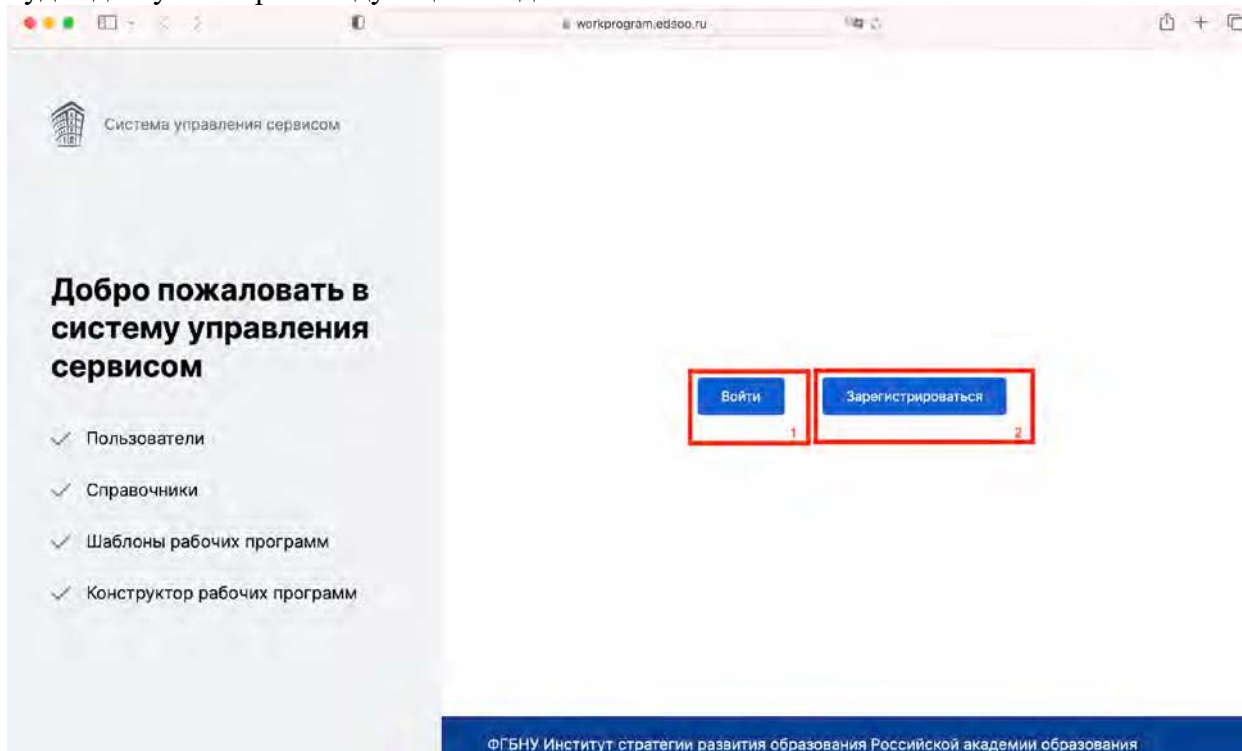 workprogram.edsoo.ru
Система управления сервисом
Добро пожаловать в
систему управления
сервисом
Пользователи
Справочники
Шаблоны рабочих программ
Конструктор рабочих программ
Войти
1
Зарегистрироваться
2
ФГБНУ Институт стратегии развития образования Российской академии образования